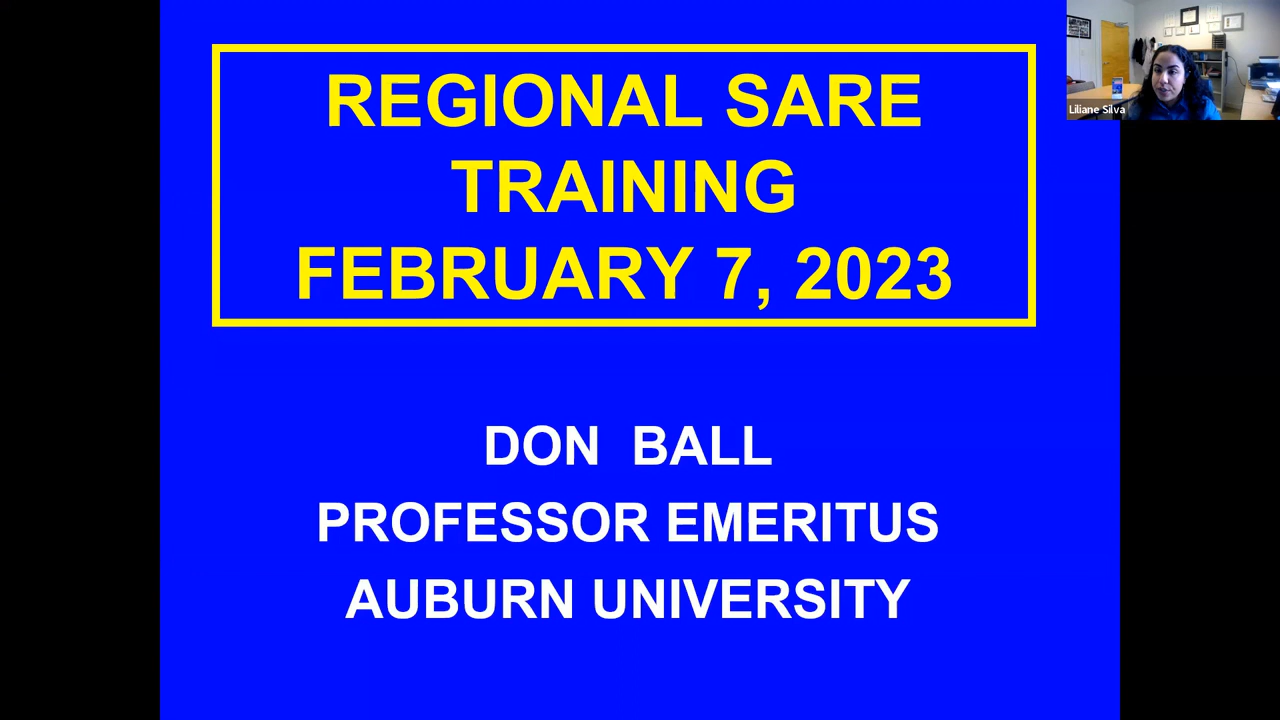 REGIONAL SARE
TRAINING
FEBRUARY 7, 2023
DON BALL
PROFESSOR EMERITUS
AUBURN UNIVERSITY
Liliane Silva